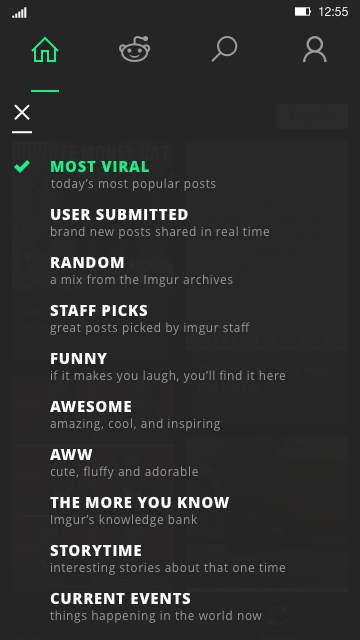 12:55
MOST VIRAL
today’s most popular posts
USER SUBMITTED
brand new posts shared in real time
RANDOM
a mix from the Imgur archives
STAFF PICKS
great posts picked by imgur staff
FUNNY
if it makes you laugh, you’ll find it here
AWESOME
amazing, cool, and inspiring
AWW
cute, fluffy and adorable
THE MORE YOU KNOW
Imgur’s knowledge bank
STORYTIME
interesting stories about that one time
CURRENT EVENTS
things happening in the world now